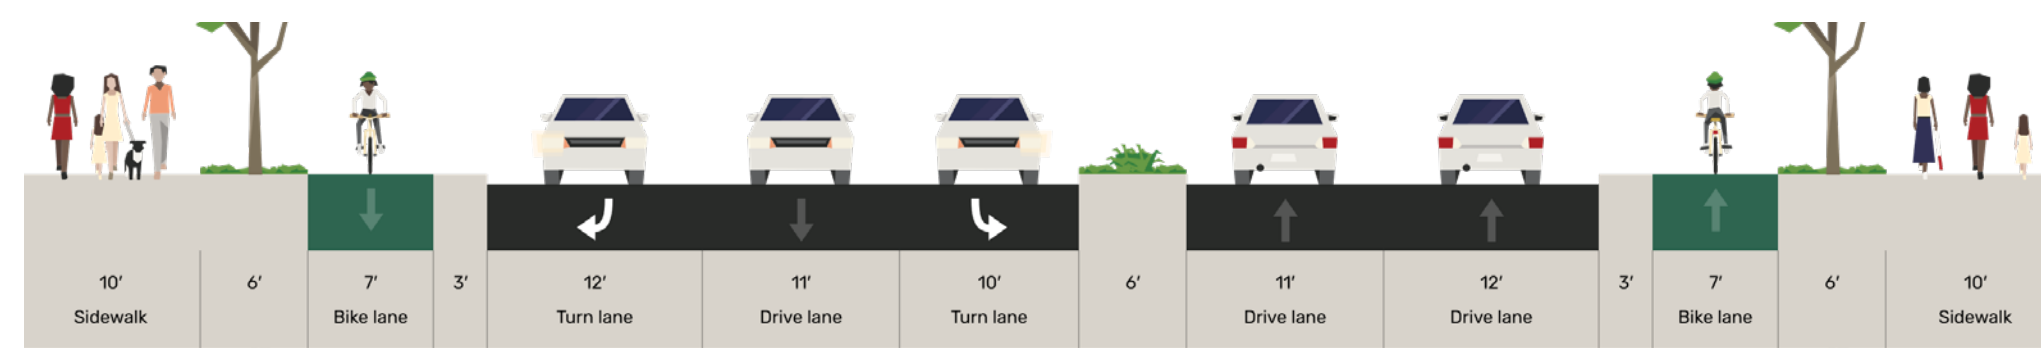 10′ 6′ 7′ 3′ 12′ 11′ 10′ 6′ 11′ 12′ 3′ 7′ 6′ 10′
Sidewalk Bike lane Turn lane Drive lane Turn lane Drive lane Drive lane Bike lane Sidewalk